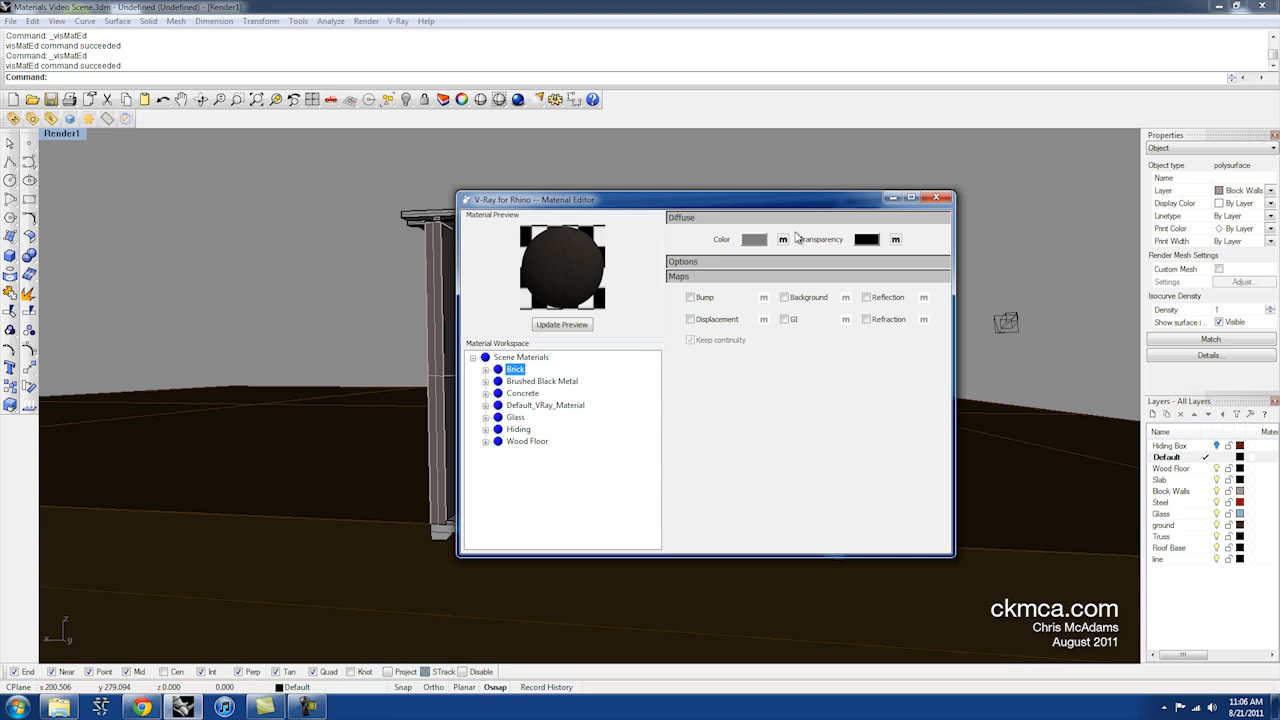 Materials Video Scene.3dm - Undefined (Undefined) - [Render1]
File Edit View Curve Surface Solid Mesh Dimension Transform Tools Analyze Render V-Ray Help
Command: _visMatEd
visMatEd command succeeded
Command: _visMatEd
visMatEd command succeeded
Command:
Render1
Properties
Object
Object type polysurface
Name
Layer Block Walls
Display Color By Layer
Linetype By Layer
Print Color By Layer
Print Width By Layer
Render Mesh Settings
Custom Mesh
Settings Adjust...
Isocurve Density
Density 1
Show surface i... Visible
Match
Details...
V-Ray for Rhino -- Material Editor
Material Preview
Update Preview
Material Workspace
Scene Materials
Brick
Brushed Black Metal
Concrete
Default_VRay_Material
Glass
Hiding
Wood Floor
Diffuse
Color m ransparency m
Options
Maps
Bump m Background m Reflection m
Displacement m GI m Refraction m
Keep continuity
Layers - All Layers
Name Mate
Hiding Box
Default
Wood Floor
Slab
Block Walls
Steel
Glass
ground
Truss
Roof Base
line
z
x y
ckmca.com
Chris McAdams
August 2011
End Near Point Mid Cen Int Perp Tan Quad Knot Project STrack Disable
CPlane x 200.506 y 279.094 z 0.000 0.000 Default Snap Ortho Planar Osnap Record History
11:06 AM
8/21/2011